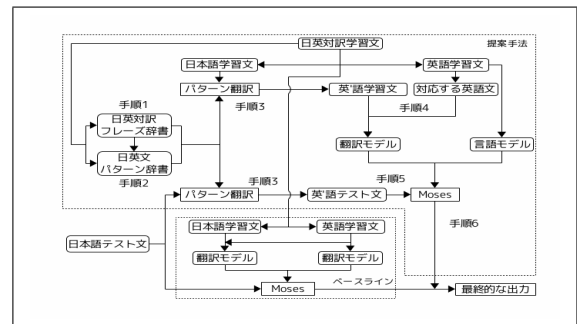 日英対訳学習文
提案手法
日本語学習文
英語学習文
パターン翻訳
手順3
英'語学習文
対応する英語文
手順1
手順4
日英対訳
フレーズ辞書
翻訳モデル
言語モデル
日英文
パターン辞書
手順2
手順3
手順5
パターン翻訳
英'語テスト文
Moses
手順6
日本語学習文
英語学習文
日本語テスト文
翻訳モデル
翻訳モデル
ベースライン
Moses
最終的な出力